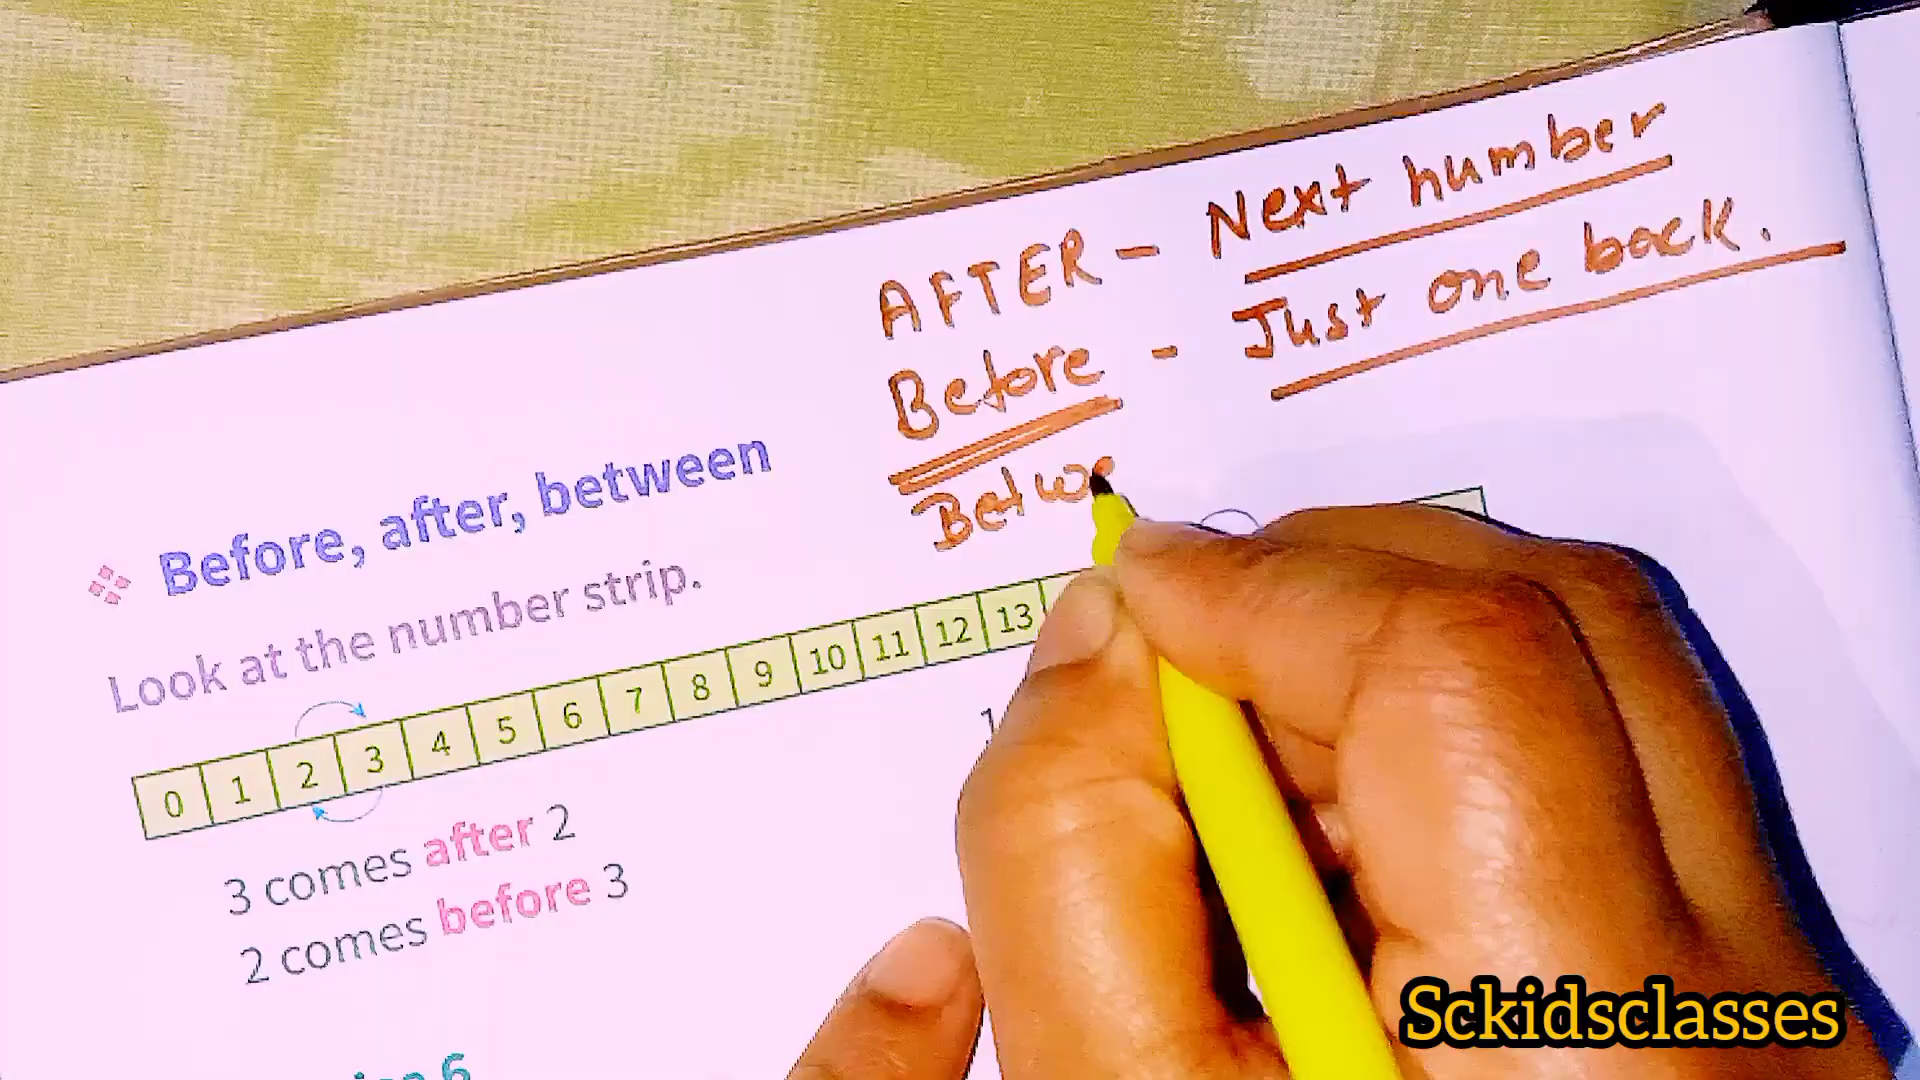 AFTER - Next number
Before - Just one back.
Betwe
❖ Before, after, between
Look at the number strip.
0 1 2 3 4 5 6 7 8 9 10 11 12 13
3 comes after 2
2 comes before 3
6
Sckidsclasses